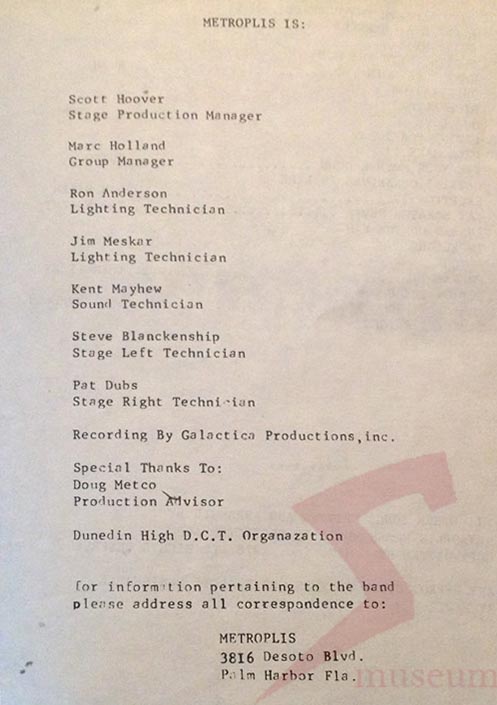 METROPLIS IS:
Scott Hoover
Stage Production Manager
Marc Holland
Group Manager
Ron Anderson
Lighting Technician
Jim Meskar
Lighting Technician
Kent Mayhew
Sound Technician
Steve Blanckenship
Stage Left Technician
Pat Dubs
Stage Right Technician
Recording By Galactica Productions,inc.
Special Thanks To:
Doug Metco
Production Advisor
Dunedin High D.C.T. Organazation
for information pertaining to the band
please address all correspondence to:
METROPLIS
3816 Desoto Blvd.
Palm Harbor Fla.
museum